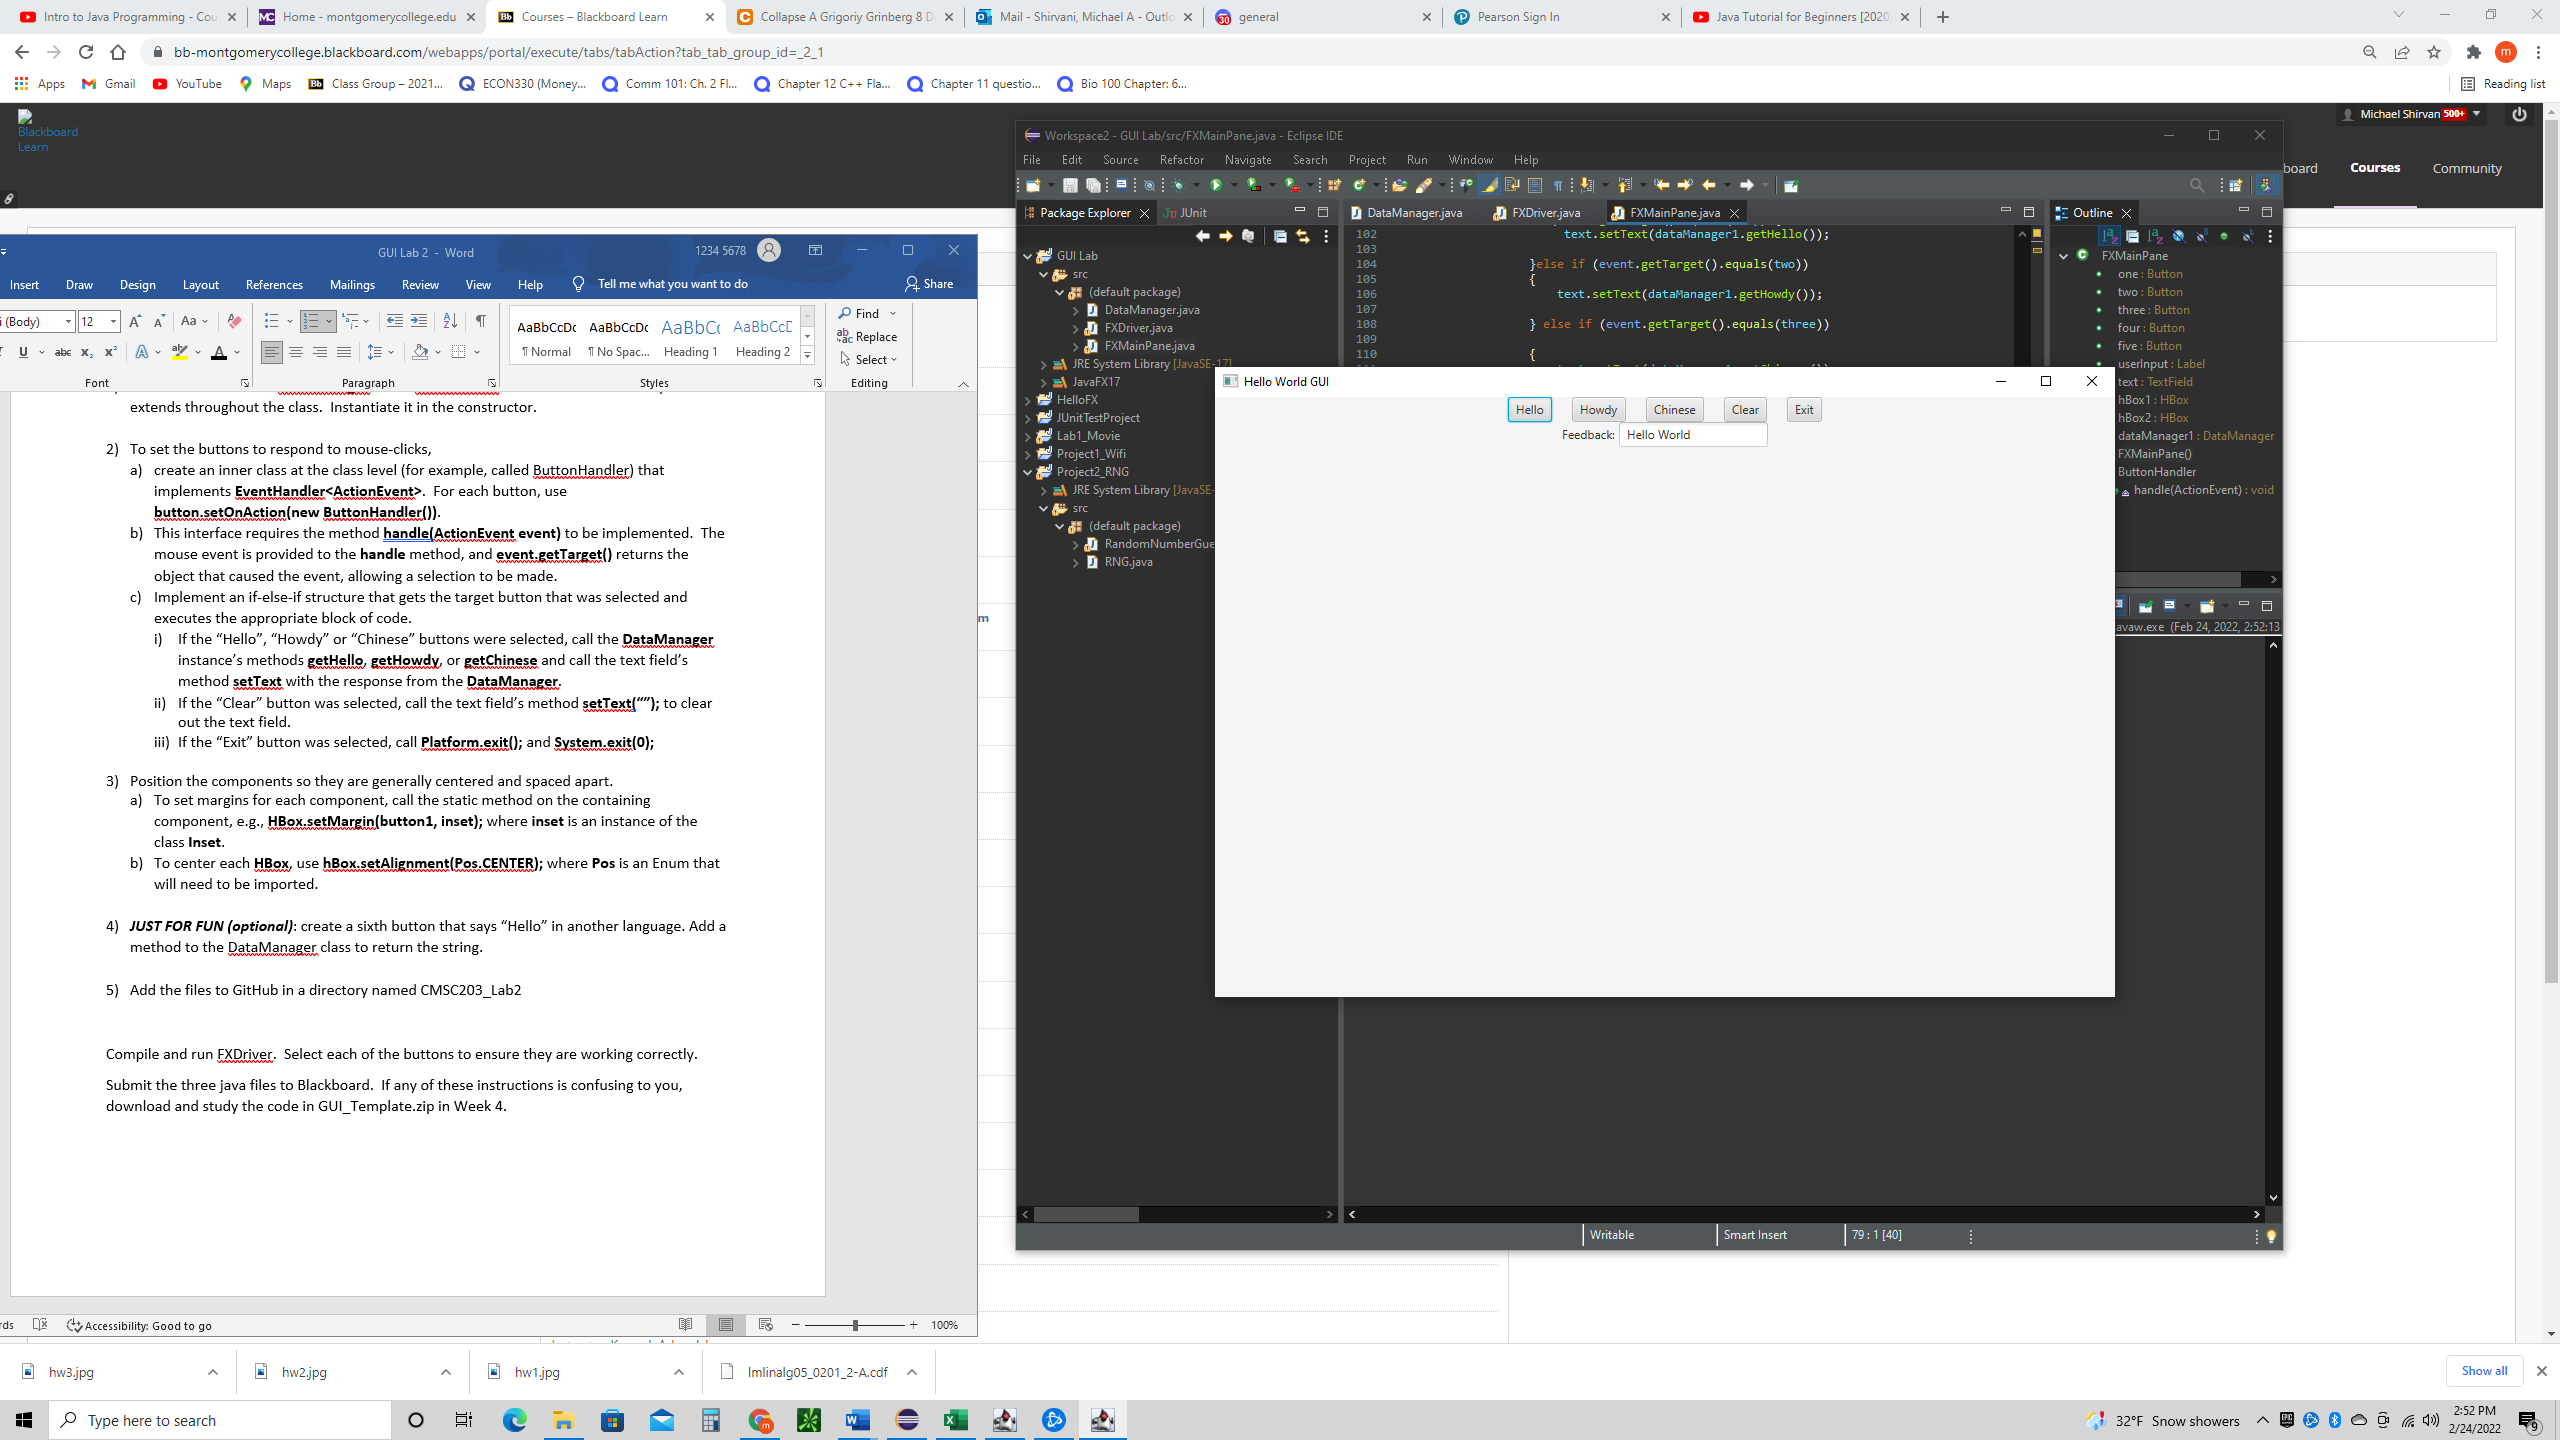 Intro to Java Programming - Cou
Home - montgomerycollege.edu
Courses – Blackboard Learn
Collapse A Grigoriy Grinberg 8 D
Mail - Shirvani, Michael A - Outlo
general
Pearson Sign In
Java Tutorial for Beginners [2020]
bb-montgomerycollege.blackboard.com/webapps/portal/execute/tabs/tabAction?tab_tab_group_id=_2_1
Apps
Gmail
YouTube
Maps
Class Group – 2021...
ECON330 (Money...
Comm 101: Ch. 2 Fl...
Chapter 12 C++ Fla...
Chapter 11 questio...
Bio 100 Chapter: 6...
Reading list
Blackboard
Learn
Michael Shirvan 500+
board
Courses
Community
GUI Lab 2 - Word
1234 5678
Insert
Draw
Design
Layout
References
Mailings
Review
View
Help
Tell me what you want to do
Share
i (Body)
12
Find
Replace
Select
AaBbCcDc
AaBbCcDc
AaBbCc
AaBbCcD
¶ Normal
¶ No Spac...
Heading 1
Heading 2
Font
Paragraph
Styles
Editing
extends throughout the class. Instantiate it in the constructor.
2) To set the buttons to respond to mouse-clicks,
a) create an inner class at the class level (for example, called ButtonHandler) that
implements EventHandler<ActionEvent>. For each button, use
button.setOnAction(new ButtonHandler()).
b) This interface requires the method handle(ActionEvent event) to be implemented. The
mouse event is provided to the handle method, and event.getTarget() returns the
object that caused the event, allowing a selection to be made.
c) Implement an if-else-if structure that gets the target button that was selected and
executes the appropriate block of code.
i) If the “Hello”, “Howdy” or “Chinese” buttons were selected, call the DataManager
instance’s methods getHello, getHowdy, or getChinese and call the text field’s
method setText with the response from the DataManager.
ii) If the “Clear” button was selected, call the text field’s method setText(“”); to clear
out the text field.
iii) If the “Exit” button was selected, call Platform.exit(); and System.exit(0);
3) Position the components so they are generally centered and spaced apart.
a) To set margins for each component, call the static method on the containing
component, e.g., HBox.setMargin(button1, inset); where inset is an instance of the
class Inset.
b) To center each HBox, use hBox.setAlignment(Pos.CENTER); where Pos is an Enum that
will need to be imported.
4) JUST FOR FUN (optional): create a sixth button that says “Hello” in another language. Add a
method to the DataManager class to return the string.
5) Add the files to GitHub in a directory named CMSC203_Lab2
Compile and run FXDriver. Select each of the buttons to ensure they are working correctly.
Submit the three java files to Blackboard. If any of these instructions is confusing to you,
download and study the code in GUI_Template.zip in Week 4.
Accessibility: Good to go
100%
Workspace2 - GUI Lab/src/FXMainPane.java - Eclipse IDE
File
Edit
Source
Refactor
Navigate
Search
Project
Run
Window
Help
Package Explorer
JUnit
GUI Lab
src
(default package)
DataManager.java
FXDriver.java
FXMainPane.java
JRE System Library [JavaSE-17]
JavaFX17
HelloFX
JUnitTestProject
Lab1_Movie
Project1_Wifi
Project2_RNG
JRE System Library [JavaSE-
src
(default package)
RandomNumberGue
RNG.java
DataManager.java
FXDriver.java
FXMainPane.java
102 text.setText(dataManager1.getHello());
103
104 }else if (event.getTarget().equals(two))
105 {
106 text.setText(dataManager1.getHowdy());
107
108 } else if (event.getTarget().equals(three))
109
110 {
Outline
FXMainPane
one : Button
two : Button
three : Button
four : Button
five : Button
userInput : Label
text : TextField
hBox1 : HBox
hBox2 : HBox
dataManager1 : DataManager
FXMainPane()
ButtonHandler
handle(ActionEvent) : void
avaw.exe (Feb 24, 2022, 2:52:13
Hello World GUI
Hello
Howdy
Chinese
Clear
Exit
Feedback:
Hello World
Writable
Smart Insert
79 : 1 [40]
hw3.jpg
hw2.jpg
hw1.jpg
lmlinalg05_0201_2-A.cdf
Show all
Type here to search
32°F Snow showers
2:52 PM
2/24/2022